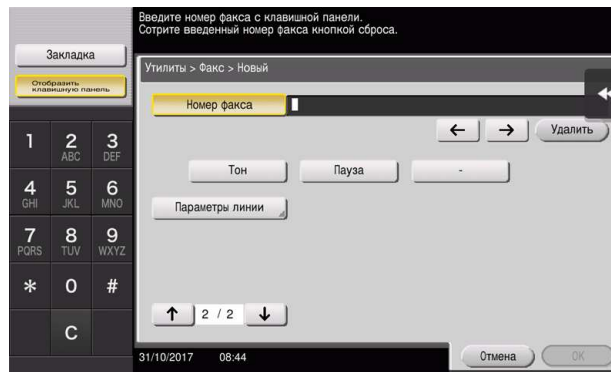 Введите номер факса с клавишной панели.
Сотрите введенный номер факса кнопкой сброса.
Закладка
Отобразить
клавишную панель
Утилиты > Факс > Новый
Номер факса
← → Удалить
1 2 ABC 3 DEF
4 GHI 5 JKL 6 MNO
7 PQRS 8 TUV 9 WXYZ
* 0 #
C
Тон Пауза -
Параметры линии
↑ 2 / 2 ↓
31/10/2017 08:44
Отмена OK